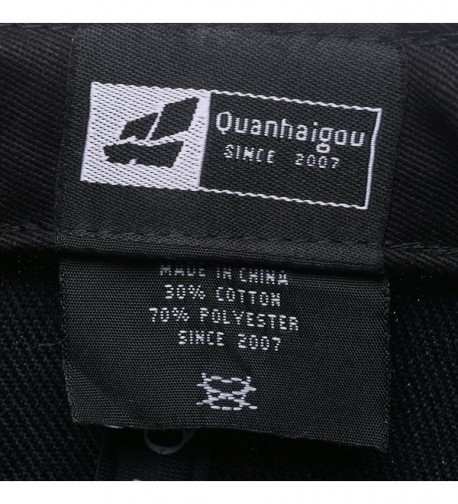 Quanhaigou
SINCE 2007
MADE IN CHINA
30% COTTON
70% POLYESTER
SINCE 2007